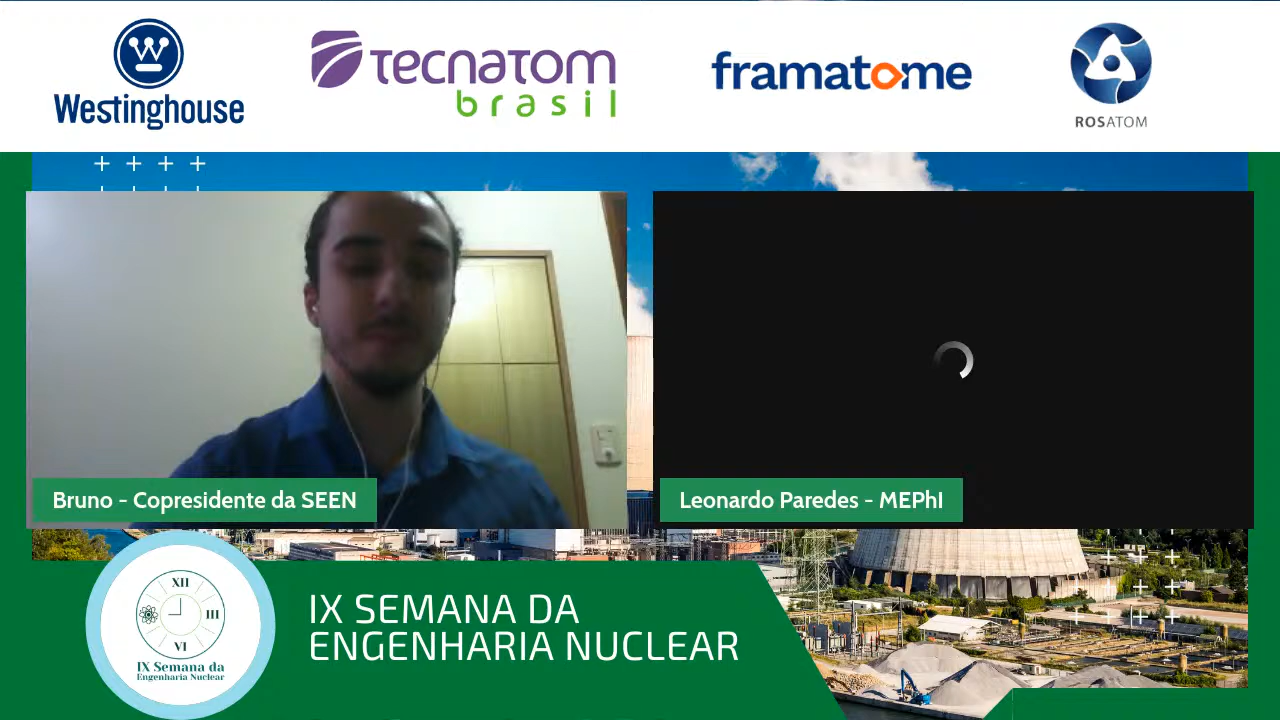 Westinghouse
TECNATOM
brasil
framatome
ROSATOM
Bruno - Copresidente da SEEN
Leonardo Paredes - MEPhI
XII
III
VI
IX Semana da
Engenharia Nuclear
IX SEMANA DA
ENGENHARIA NUCLEAR